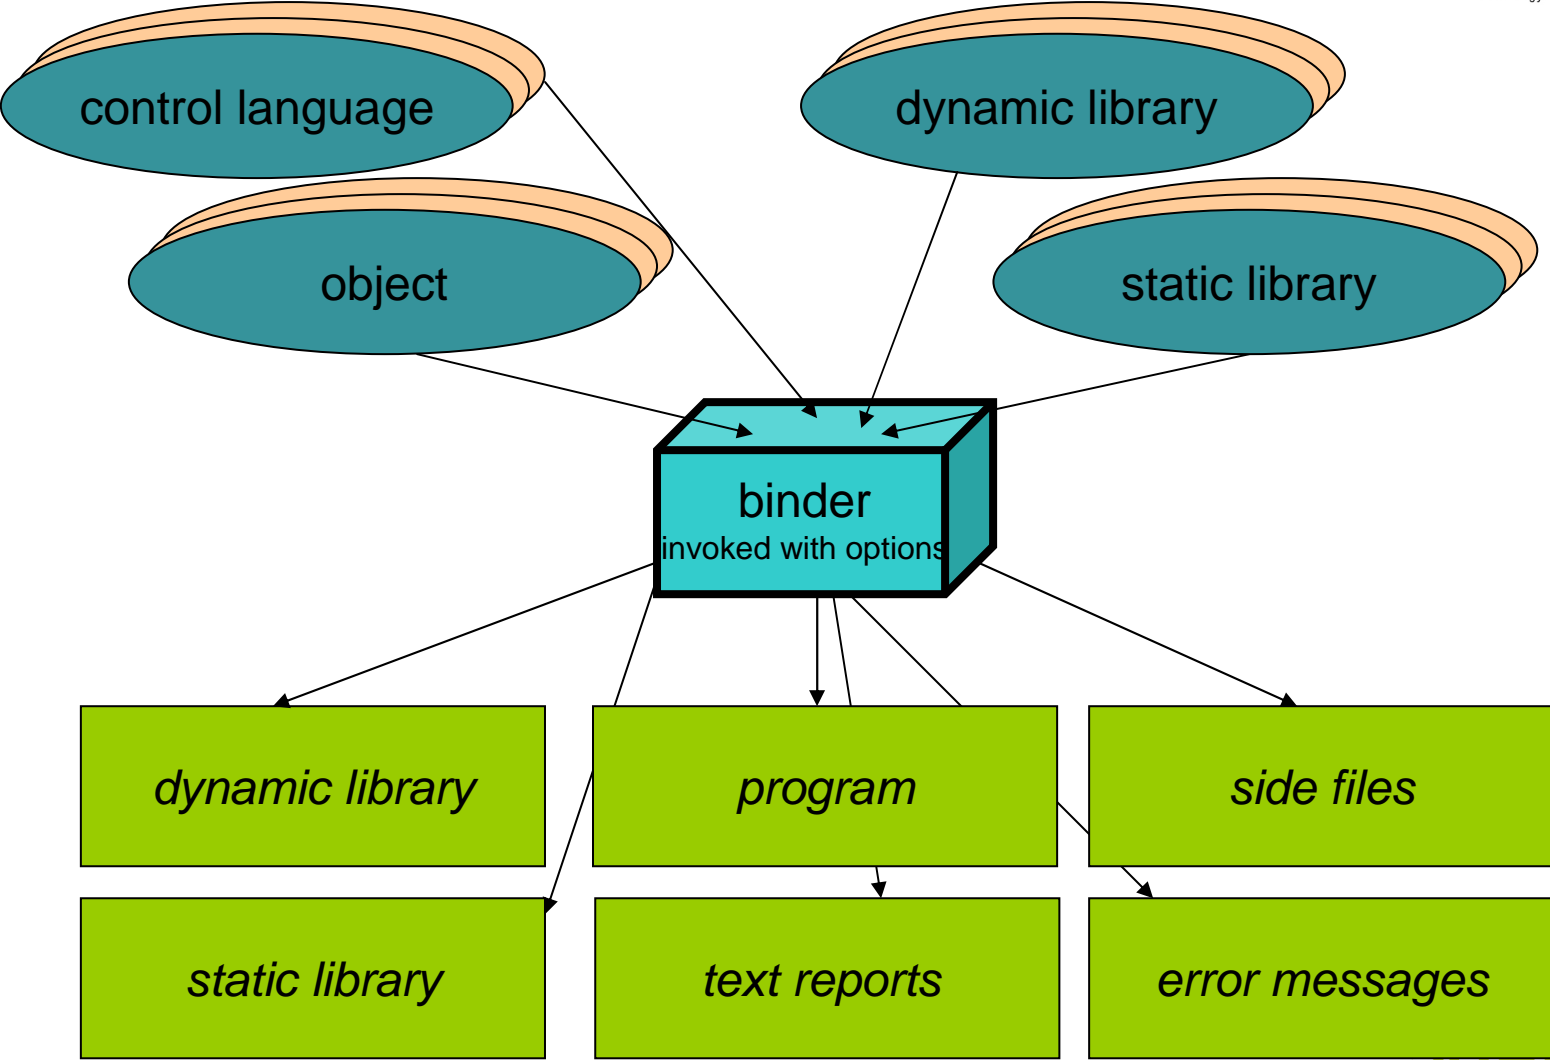 control language
dynamic library
object
static library
binder
invoked with options
dynamic library
program
side files
static library
text reports
error messages